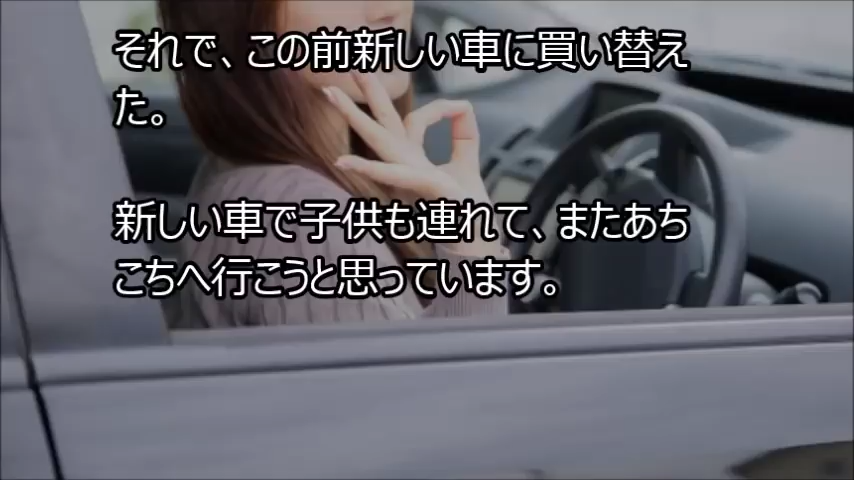 それで、この前新しい車に買い替え
た。
新しい車で子供も連れて、またあち
こちへ行こうと思っています。